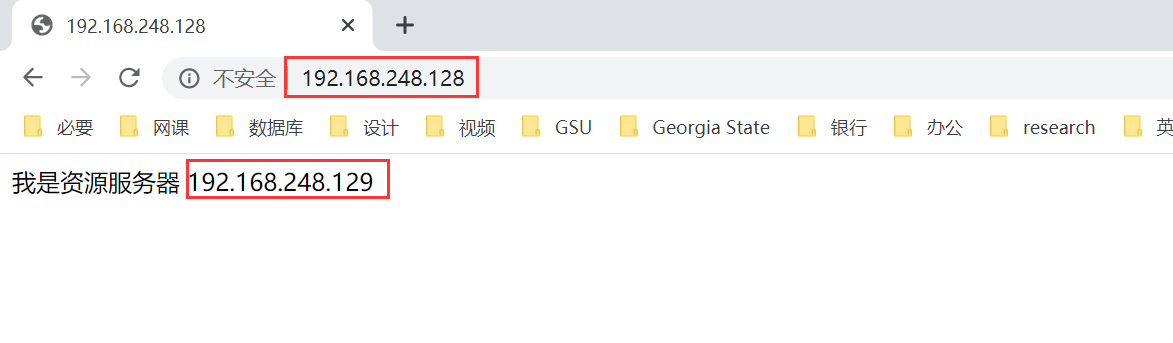 192.168.248.128
不安全 | 192.168.248.128
必要 网课 数据库 设计 视频 GSU Georgia State 银行 办公 research 英
我是资源服务器 192.168.248.129